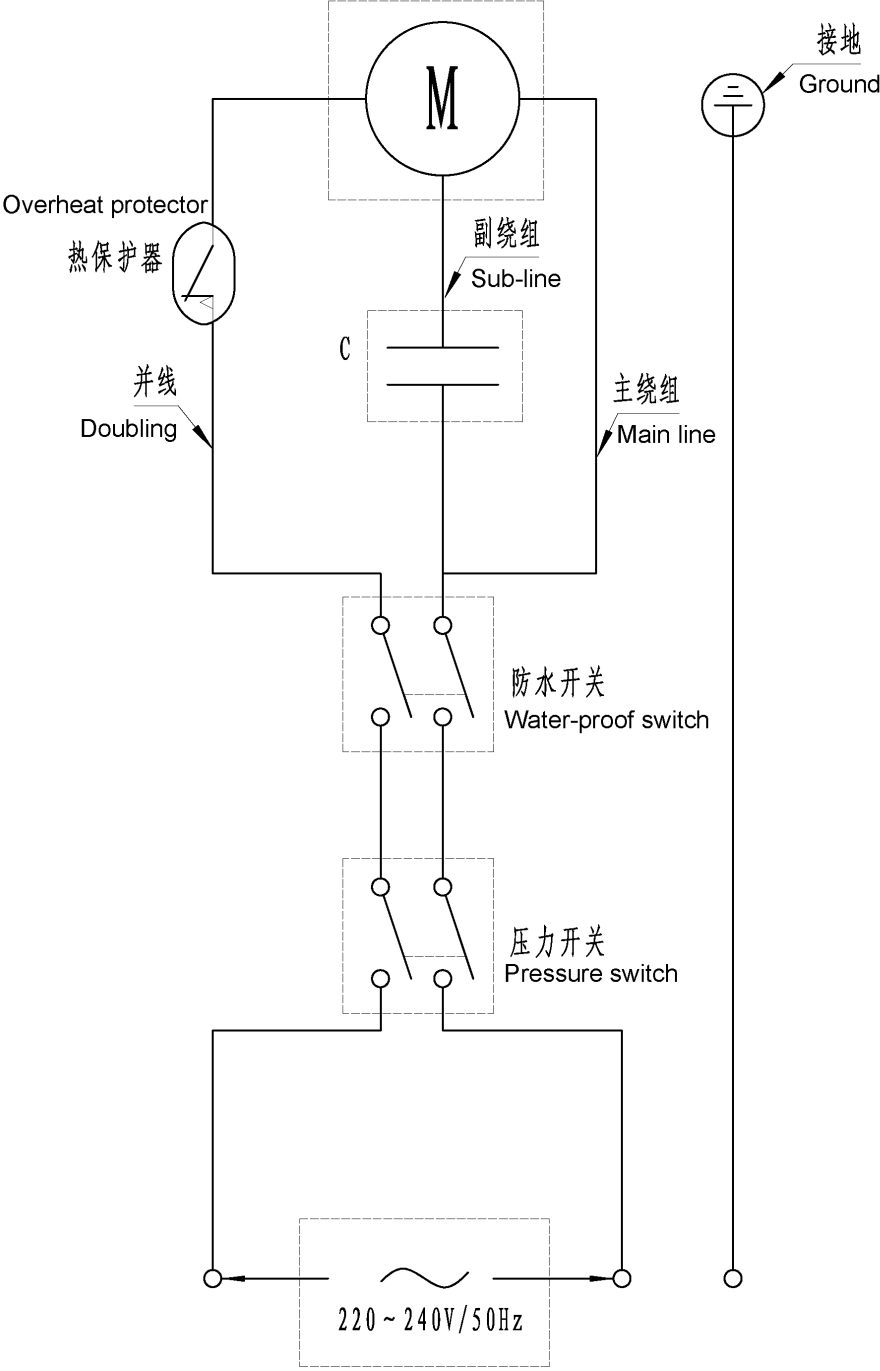 M
接地
Ground
Overheat protector
热保护器
副绕组
Sub-line
C
并线
Doubling
主绕组
Main line
防水开关
Water-proof switch
压力开关
Pressure switch
220~240V/50Hz